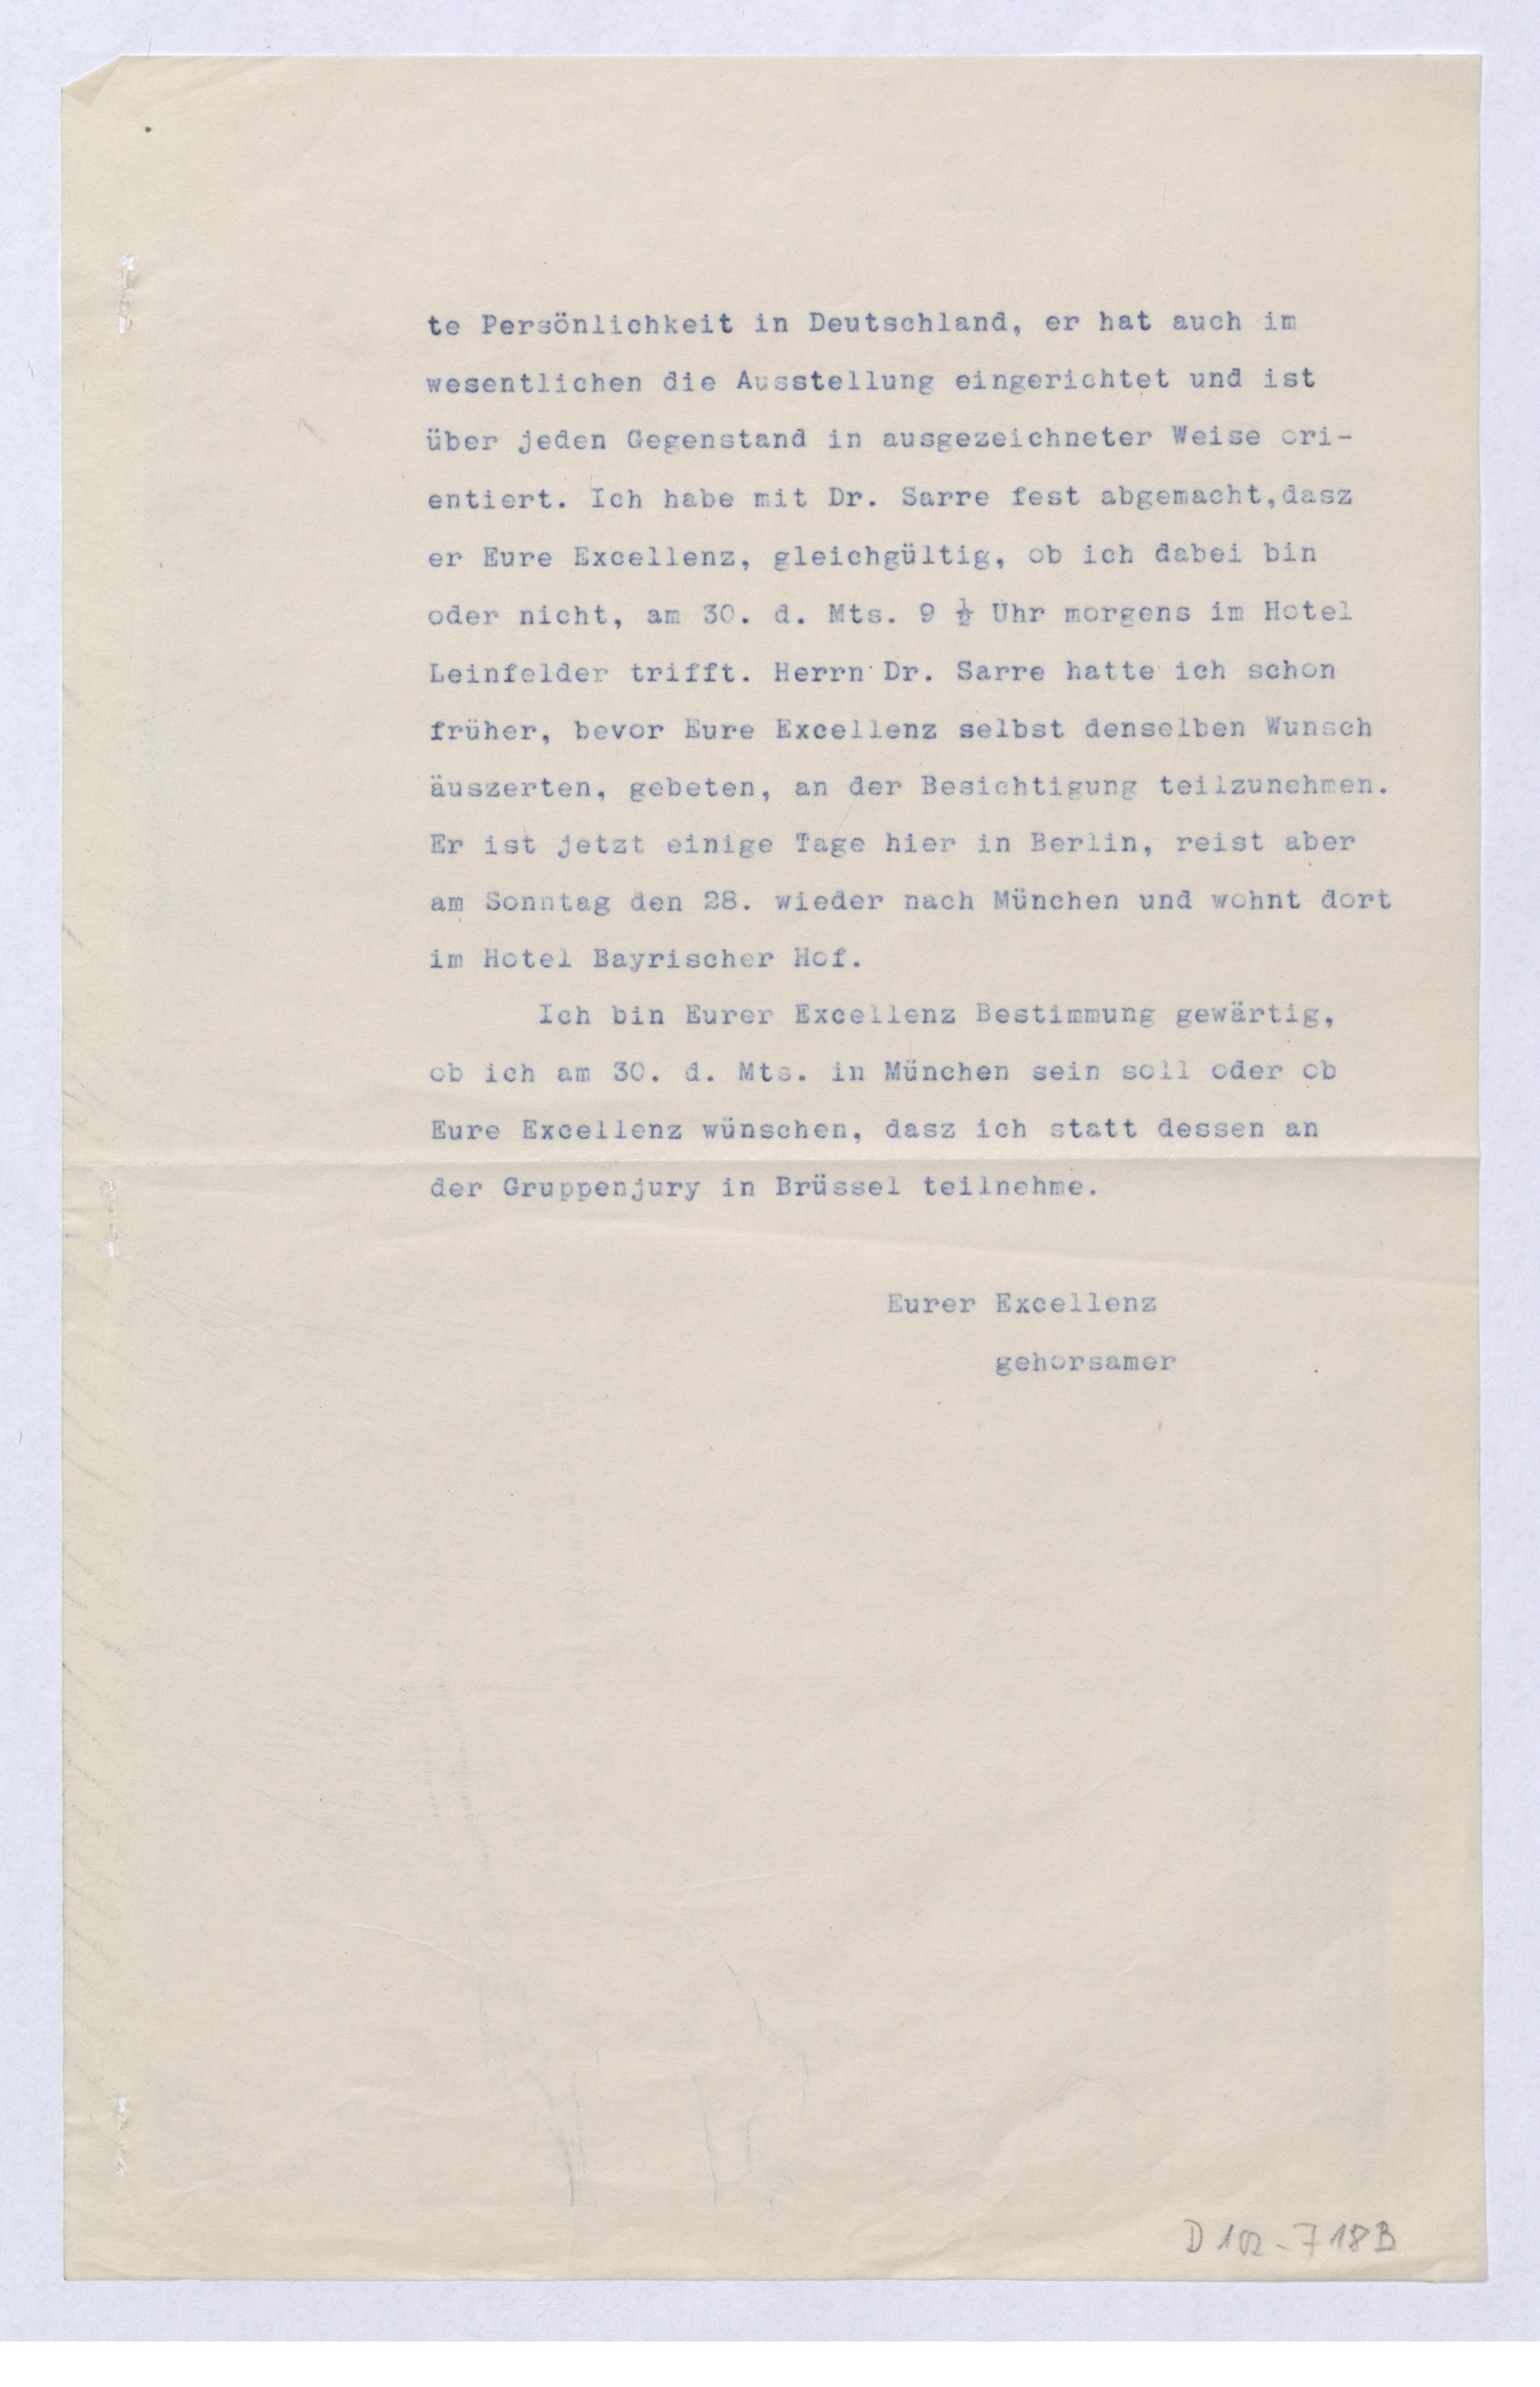 te Persönlichkeit in Deutschland, er hat auch im
wesentlichen die Ausstellung eingerichtet und ist
über jeden Gegenstand in ausgezeichneter Weise ori-
entiert. Ich habe mit Dr. Sarre fest abgemacht,dasz
er Eure Excellenz, gleichgültig, ob ich dabei bin
oder nicht, am 30. d. Mts. 9 ½ Uhr morgens im Hotel
Leinfelder trifft. Herrn Dr. Sarre hatte ich schon
früher, bevor Eure Excellenz selbst denselben Wunsch
äuszerten, gebeten, an der Besichtigung teilzunehmen.
Er ist jetzt einige Tage hier in Berlin, reist aber
am Sonntag den 28. wieder nach München und wohnt dort
im Hotel Bayrischer Hof.
Ich bin Eurer Excellenz Bestimmung gewärtig,
ob ich am 30. d. Mts. in München sein soll oder ob
Eure Excellenz wünschen, dasz ich statt dessen an
der Gruppenjury in Brüssel teilnehme.
Eurer Excellenz
gehorsamer
D 102-718B